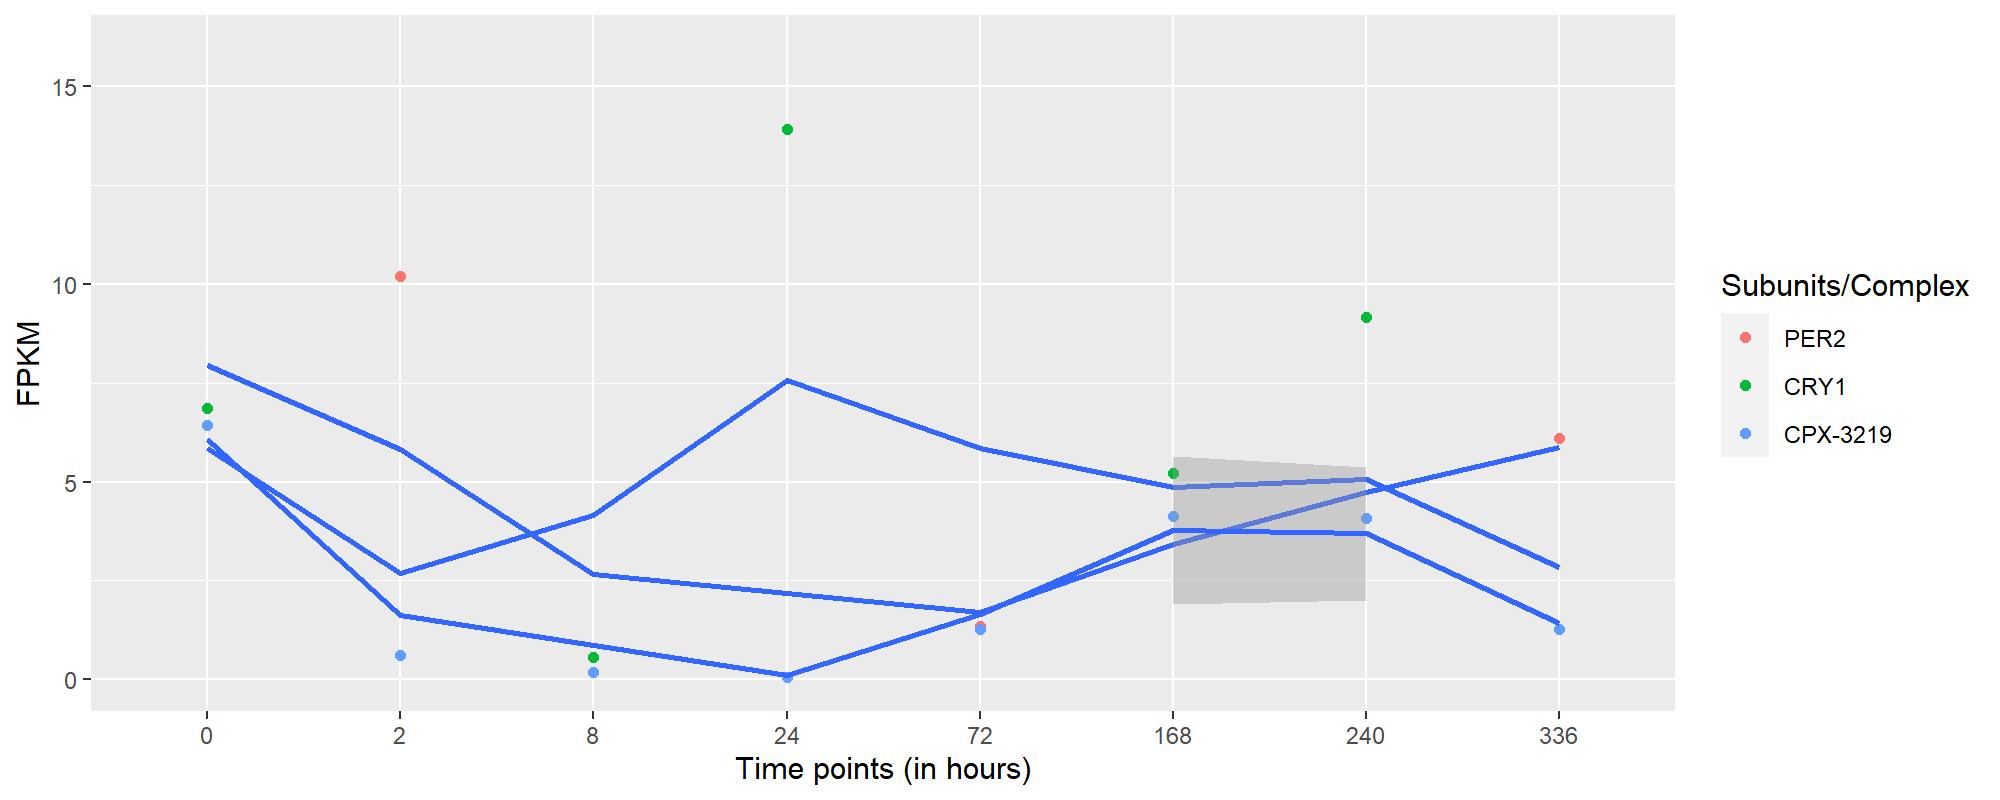 FPKM
15
10
5
0
0 2 8 24 72 168 240 336
Time points (in hours)
Subunits/Complex
PER2
CRY1
CPX-3219